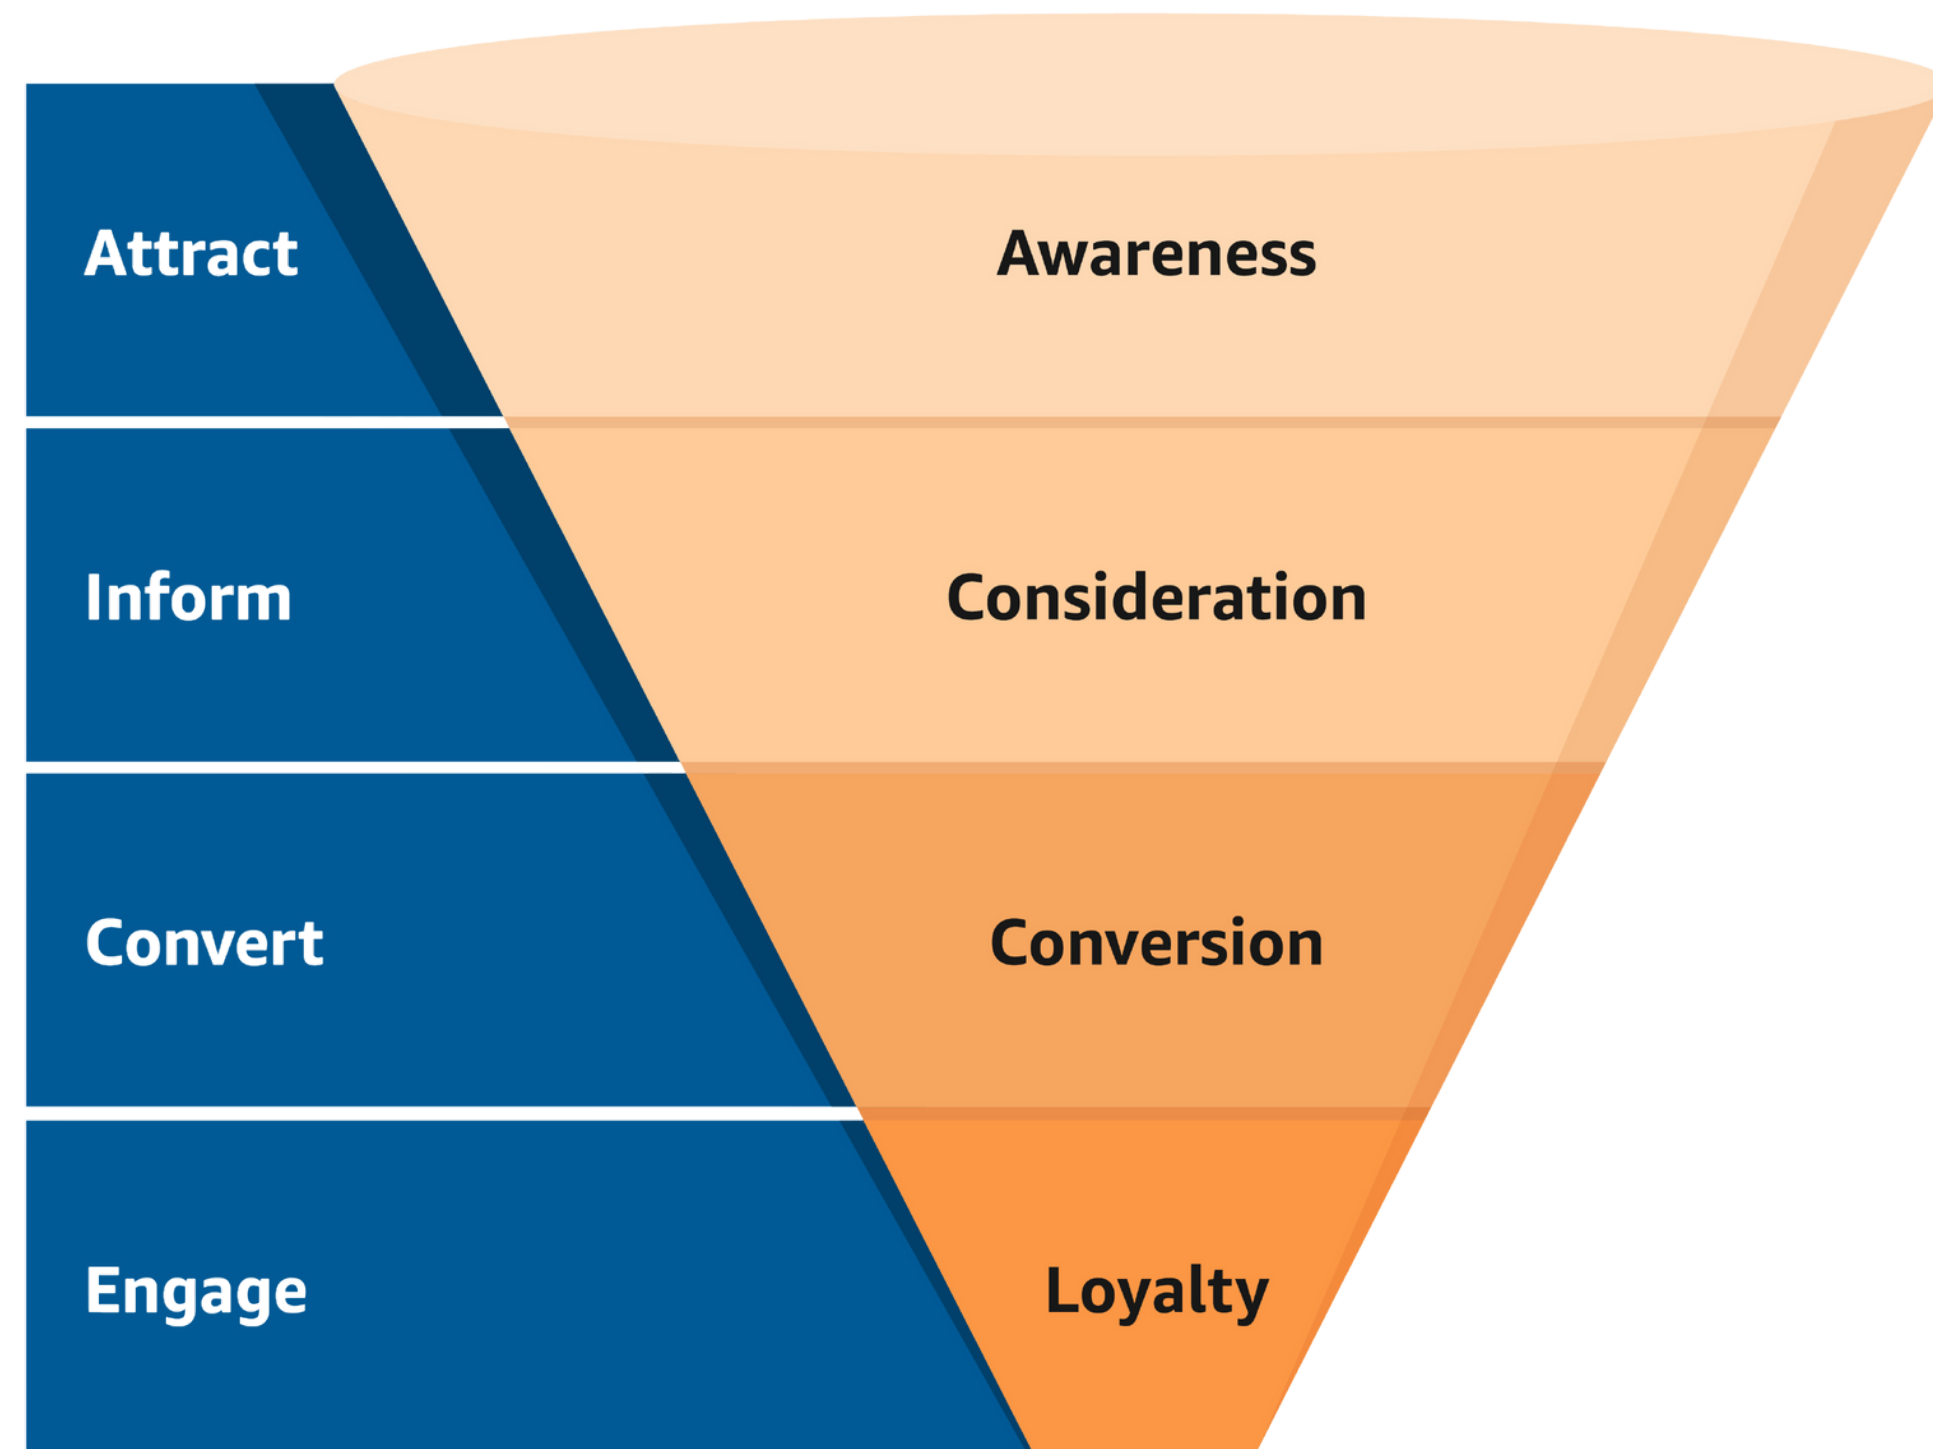 Attract
Awareness
Inform
Consideration
Convert
Conversion
Engage
Loyalty